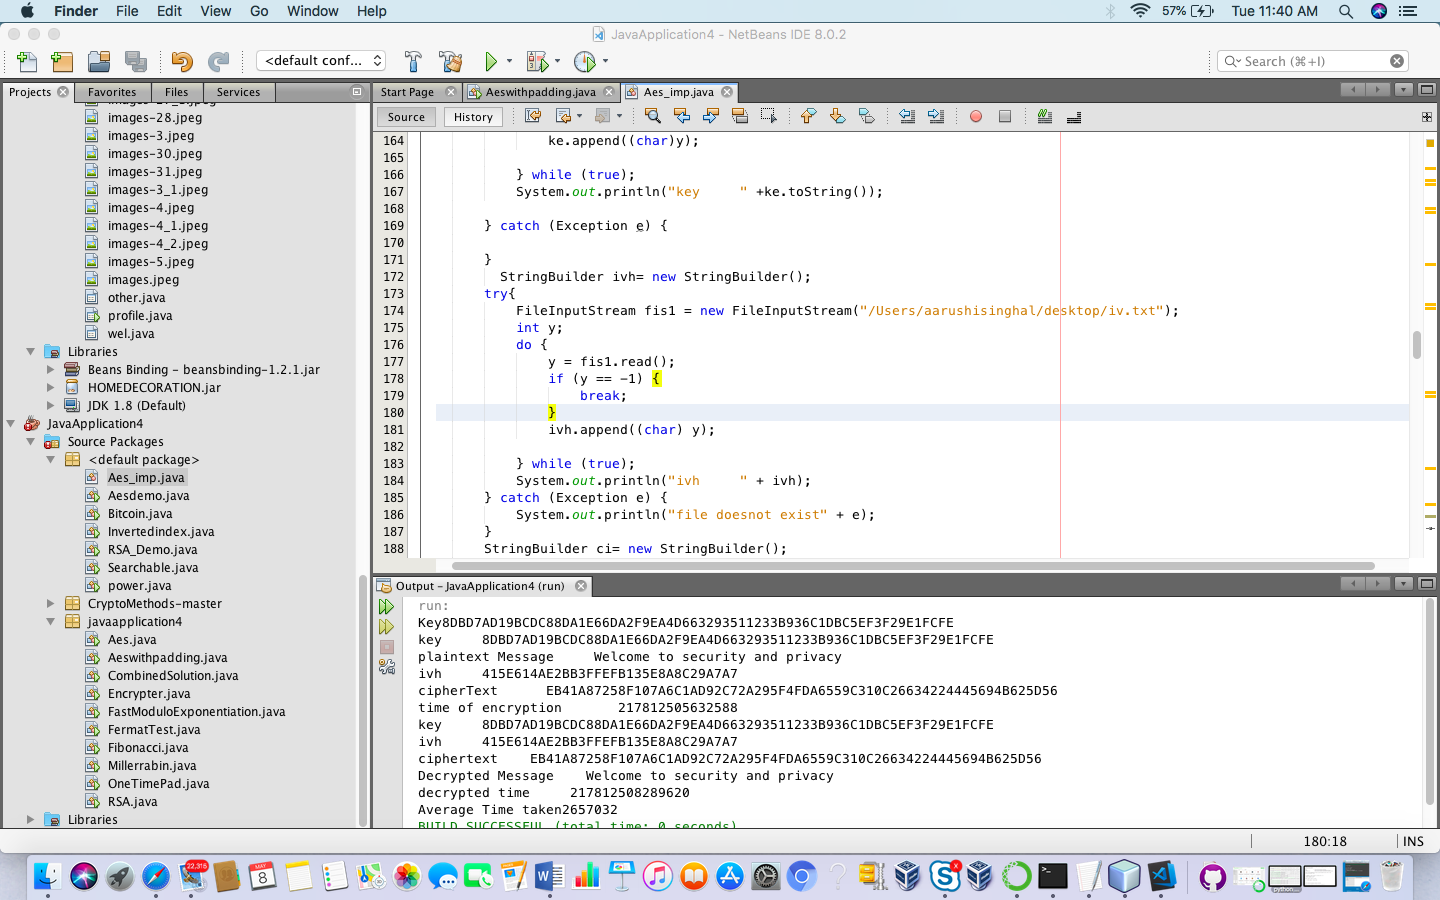 Finder File Edit View Go Window Help 57% Tue 11:40 AM
JavaApplication4 - NetBeans IDE 8.0.2
<default conf... Search (⌘+I)
Projects Favorites Files Services
images-28.jpeg
images-3.jpeg
images-30.jpeg
images-31.jpeg
images-3_1.jpeg
images-4.jpeg
images-4_1.jpeg
images-4_2.jpeg
images-5.jpeg
images.jpeg
other.java
profile.java
wel.java
Libraries
Beans Binding - beansbinding-1.2.1.jar
HOMEDECORATION.jar
JDK 1.8 (Default)
JavaApplication4
Source Packages
<default package>
Aes_imp.java
Aesdemo.java
Bitcoin.java
Invertedindex.java
RSA_Demo.java
Searchable.java
power.java
CryptoMethods-master
javaapplication4
Aes.java
Aeswithpadding.java
CombinedSolution.java
Encrypter.java
FastModuloExponentiation.java
FermatTest.java
Fibonacci.java
Millerrabin.java
OneTimePad.java
RSA.java
Libraries
Start Page Aeswithpadding.java Aes_imp.java
Source History
164 ke.append((char)y);
165
166 } while (true);
167 System.out.println("key     " +ke.toString());
168
169 } catch (Exception e) {
170
171 }
172 StringBuilder ivh= new StringBuilder();
173 try{
174 FileInputStream fis1 = new FileInputStream("/Users/aarushisinghal/desktop/iv.txt");
175 int y;
176 do {
177 y = fis1.read();
178 if (y == -1) {
179 break;
180 }
181 ivh.append((char) y);
182
183 } while (true);
184 System.out.println("ivh     " + ivh);
185 } catch (Exception e) {
186 System.out.println("file doesnot exist" + e);
187 }
188 StringBuilder ci= new StringBuilder();
Output - JavaApplication4 (run)
run:
Key8DBD7AD19BCDC88DA1E66DA2F9EA4D663293511233B936C1DBC5EF3F29E1FCFE
key     8DBD7AD19BCDC88DA1E66DA2F9EA4D663293511233B936C1DBC5EF3F29E1FCFE
plaintext Message     Welcome to security and privacy
ivh     415E614AE2BB3FFEFB135E8A8C29A7A7
cipherText      EB41A87258F107A6C1AD92C72A295F4FDA6559C310C26634224445694B625D56
time of encryption       217812505632588
key     8DBD7AD19BCDC88DA1E66DA2F9EA4D663293511233B936C1DBC5EF3F29E1FCFE
ivh     415E614AE2BB3FFEFB135E8A8C29A7A7
ciphertext    EB41A87258F107A6C1AD92C72A295F4FDA6559C310C26634224445694B625D56
Decrypted Message    Welcome to security and privacy
decrypted time     217812508289620
Average Time taken2657032
BUILD SUCCESSFUL (total time: 0 seconds)
180:18 INS
22,315
MAY
8